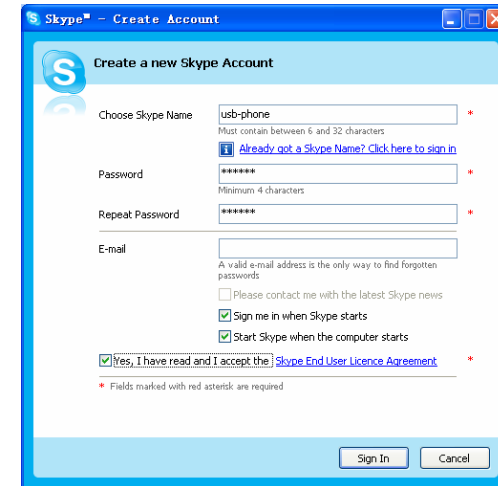 Skype™ - Create Account
Create a new Skype Account
Choose Skype Name usb-phone *
Must contain between 6 and 32 characters
Already got a Skype Name? Click here to sign in
Password ****** *
Minimum 4 characters
Repeat Password ****** *
E-mail
A valid e-mail address is the only way to find forgotten
passwords
Please contact me with the latest Skype news
Sign me in when Skype starts
Start Skype when the computer starts
Yes, I have read and I accept the Skype End User Licence Agreement *
* Fields marked with red asterisk are required
Sign In Cancel